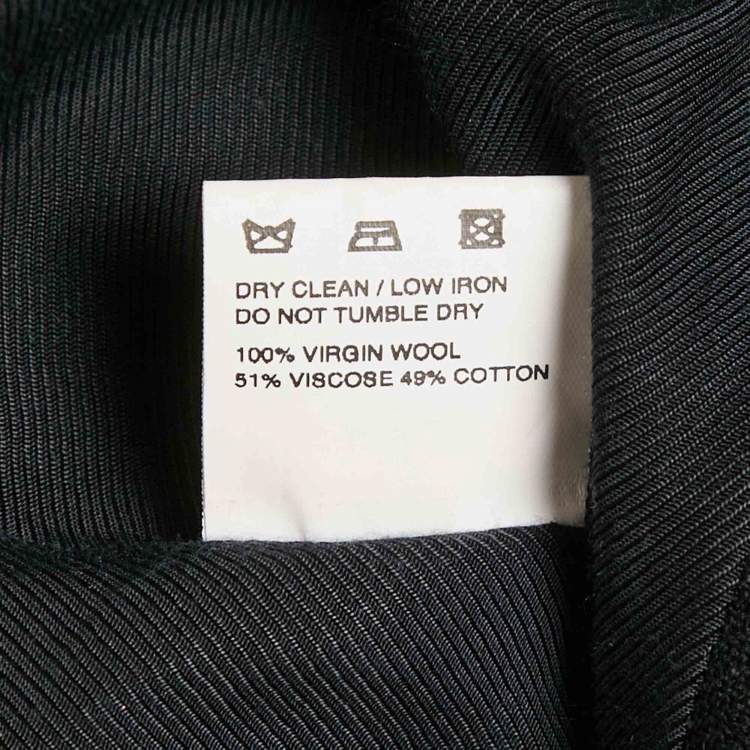 DRY CLEAN / LOW IRON
DO NOT TUMBLE DRY
100% VIRGIN WOOL
51% VISCOSE 49% COTTON